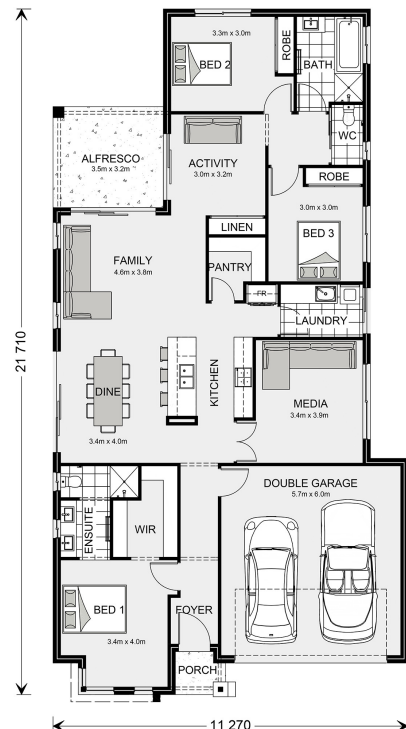 3.3m x 3.0m
BED 2
ROBE
BATH
WC
ALFRESCO
3.5m x 3.2m
ACTIVITY
3.0m x 3.2m
ROBE
3.0m x 3.0m
BED 3
LINEN
FAMILY
4.6m x 3.8m
PANTRY
FR
LAUNDRY
21 710
KITCHEN
MEDIA
3.4m x 3.9m
DINE
3.4m x 4.0m
DOUBLE GARAGE
5.7m x 6.0m
ENSUITE
WIR
BED 1
3.4m x 4.0m
FOYER
PORCH
11 270